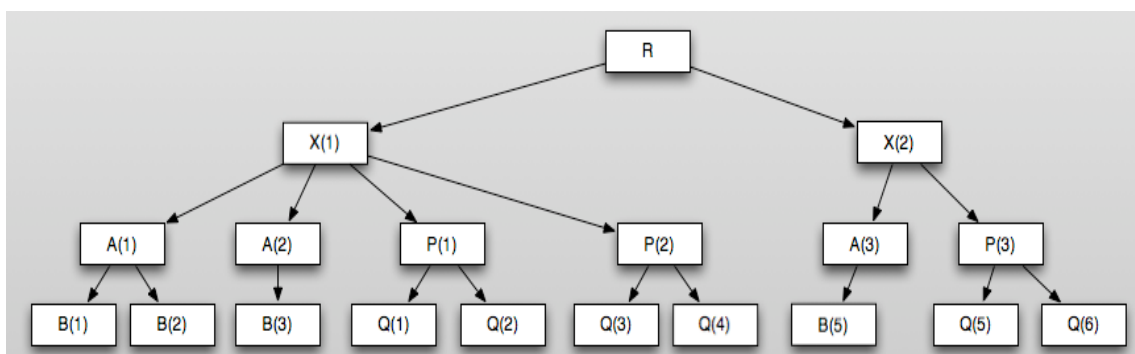 R
X(1) X(2)
A(1) A(2) P(1) P(2) A(3) P(3)
B(1) B(2) B(3) Q(1) Q(2) Q(3) Q(4) B(5) Q(5) Q(6)